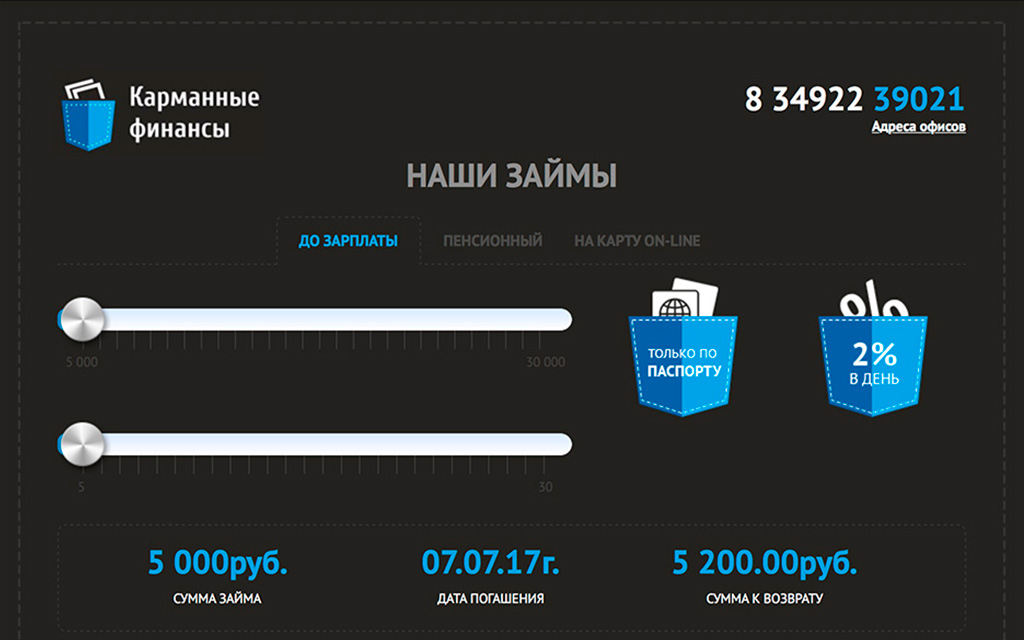 Карманные
финансы
8 34922 39021
Адреса офисов
НАШИ ЗАЙМЫ
ДО ЗАРПЛАТЫ ПЕНСИОННЫЙ НА КАРТУ ON-LINE
5 000 30 000
ТОЛЬКО ПО
ПАСПОРТУ
%
2%
В ДЕНЬ
5 30
5 000руб. 07.07.17г. 5 200.00руб.
СУММА ЗАЙМА ДАТА ПОГАШЕНИЯ СУММА К ВОЗВРАТУ